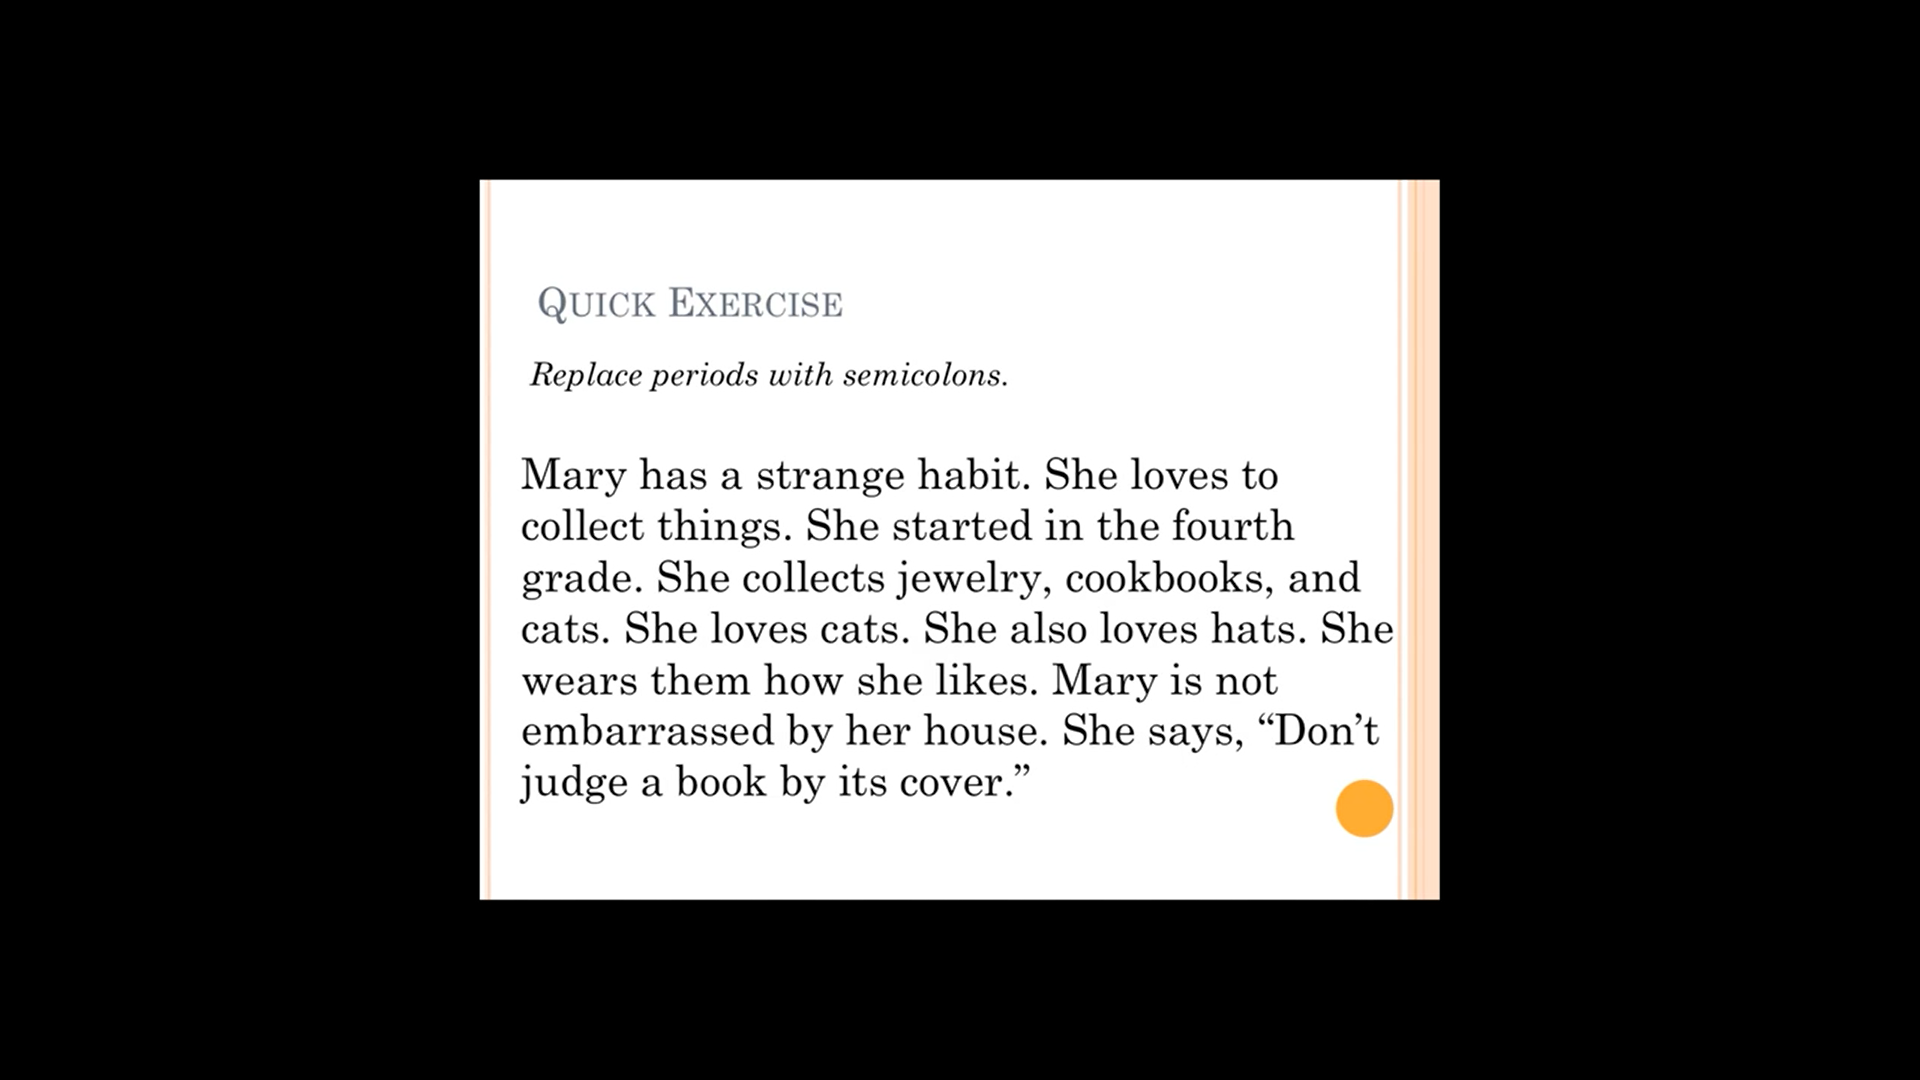 QUICK EXERCISE
Replace periods with semicolons.
Mary has a strange habit. She loves to
collect things. She started in the fourth
grade. She collects jewelry, cookbooks, and
cats. She loves cats. She also loves hats. She
wears them how she likes. Mary is not
embarrassed by her house. She says, “Don’t
judge a book by its cover.”